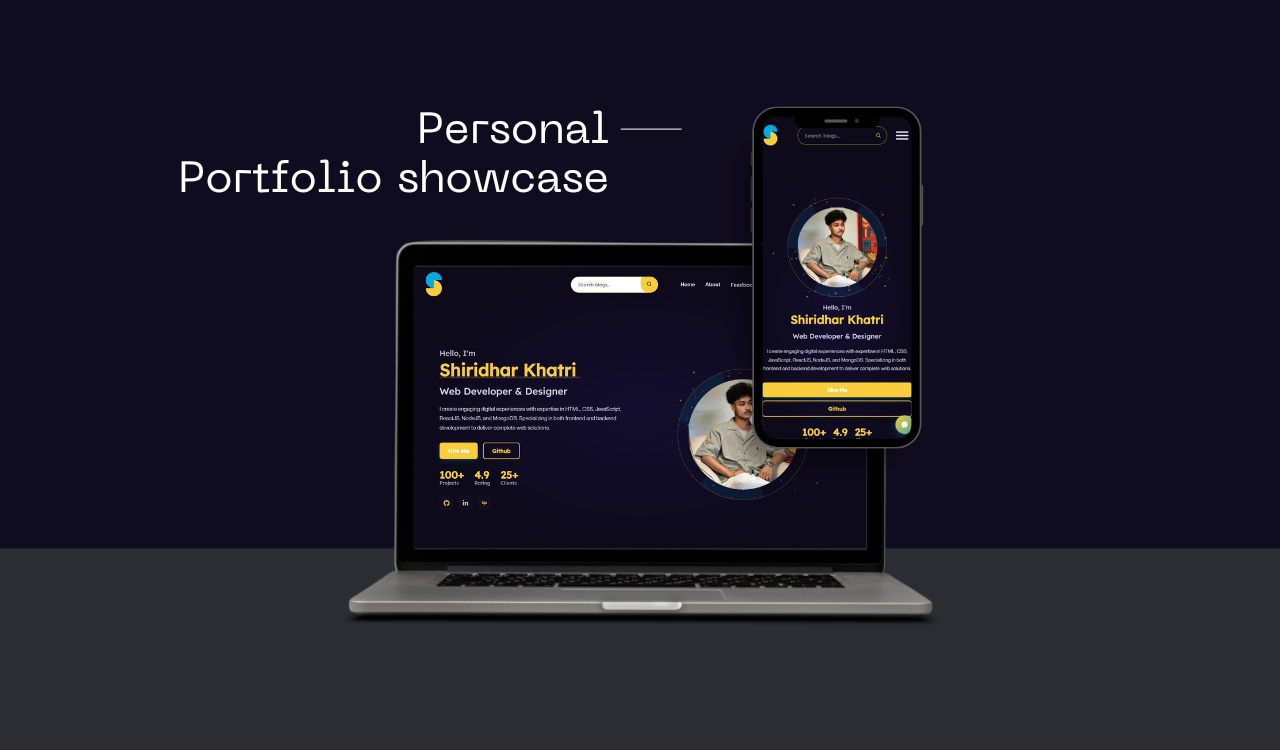 Personal
Portfolio showcase
Search blogs...
Home About
Hello, I'm
Shiridhar Khatri
Web Developer & Designer
I create engaging digital experiences with expertise in HTML, CSS, JavaScript,
ReactJS, NodeJS, and MongoDB. Specializing in both frontend and backend
development to deliver complete web solutions.
Hire Me Github
100+ 4.9 25+
Projects Rating Clients
in
Up
Search blogs...
Hello, I'm
Shiridhar Khatri
Web Developer & Designer
I create engaging digital experiences with expertise in HTML, CSS,
JavaScript, ReactJS, NodeJS, and MongoDB. Specializing in both
frontend and backend development to deliver complete web solutions.
Hire Me
Github
100+ 4.9 25+